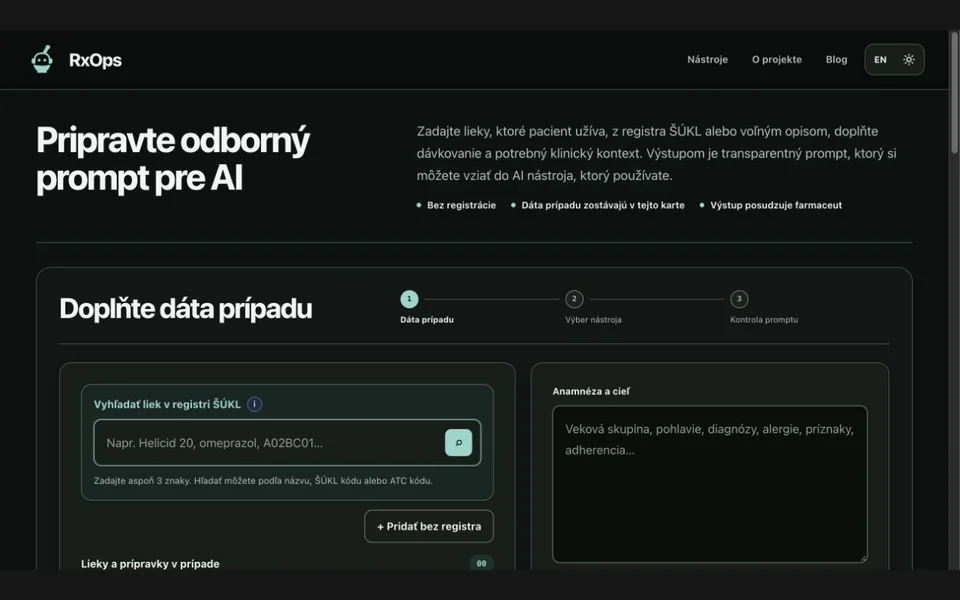 RxOps
Nástroje
O projekte
Blog
EN
Pripravte odborný
prompt pre AI
Zadajte lieky, ktoré pacient užíva, z registra ŠÚKL alebo voľným opisom, doplňte
dávkovanie a potrebný klinický kontext. Výstupom je transparentný prompt, ktorý si
môžete vziať do AI nástroja, ktorý používate.
Bez registrácie
Dáta prípadu zostávajú v tejto karte
Výstup posudzuje farmaceut
Doplňte dáta prípadu
1
Dáta prípadu
2
Výber nástroja
3
Kontrola promptu
Vyhľadať liek v registri ŠÚKL
i
Napr. Helicid 20, omeprazol, A02BC01...
Zadajte aspoň 3 znaky. Hľadať môžete podľa názvu, ŠÚKL kódu alebo ATC kódu.
+ Pridať bez registra
Lieky a prípravky v prípade
00
Anamnéza a cieľ
Veková skupina, pohlavie, diagnózy, alergie, príznaky,
adherencia...